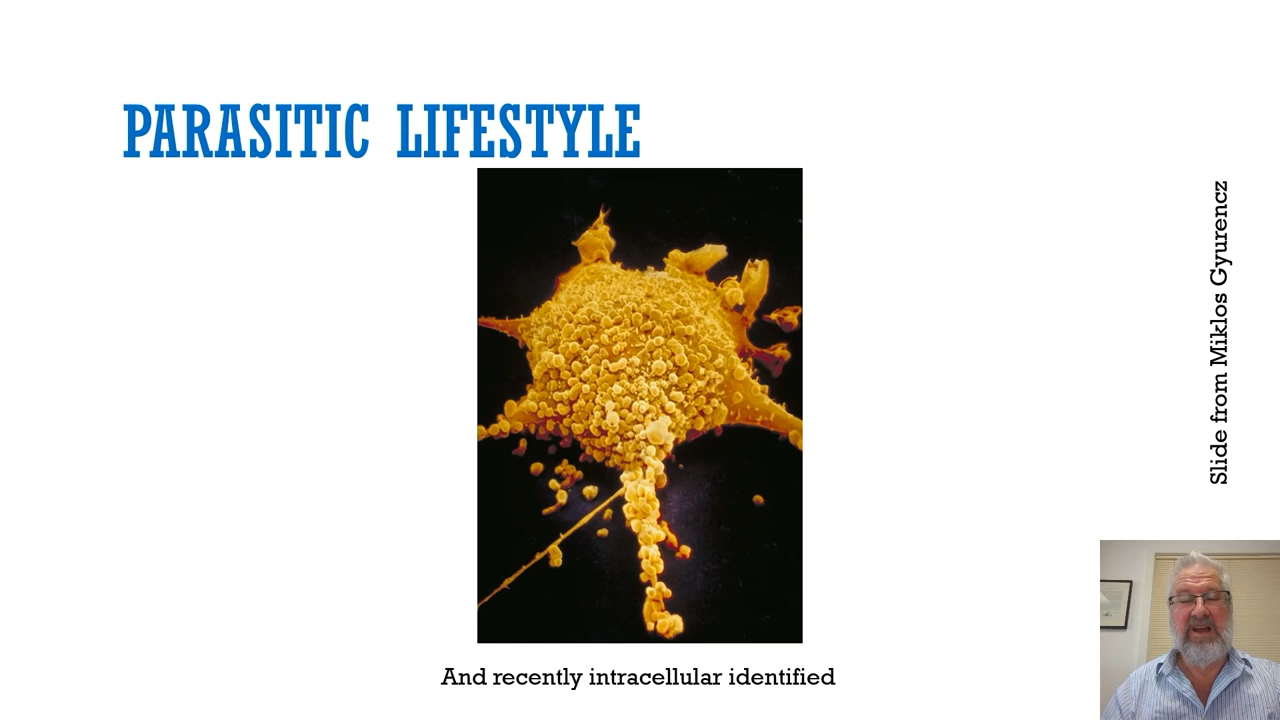 PARASITIC LIFESTYLE
Slide from Miklos Gyurencz
And recently intracellular identified